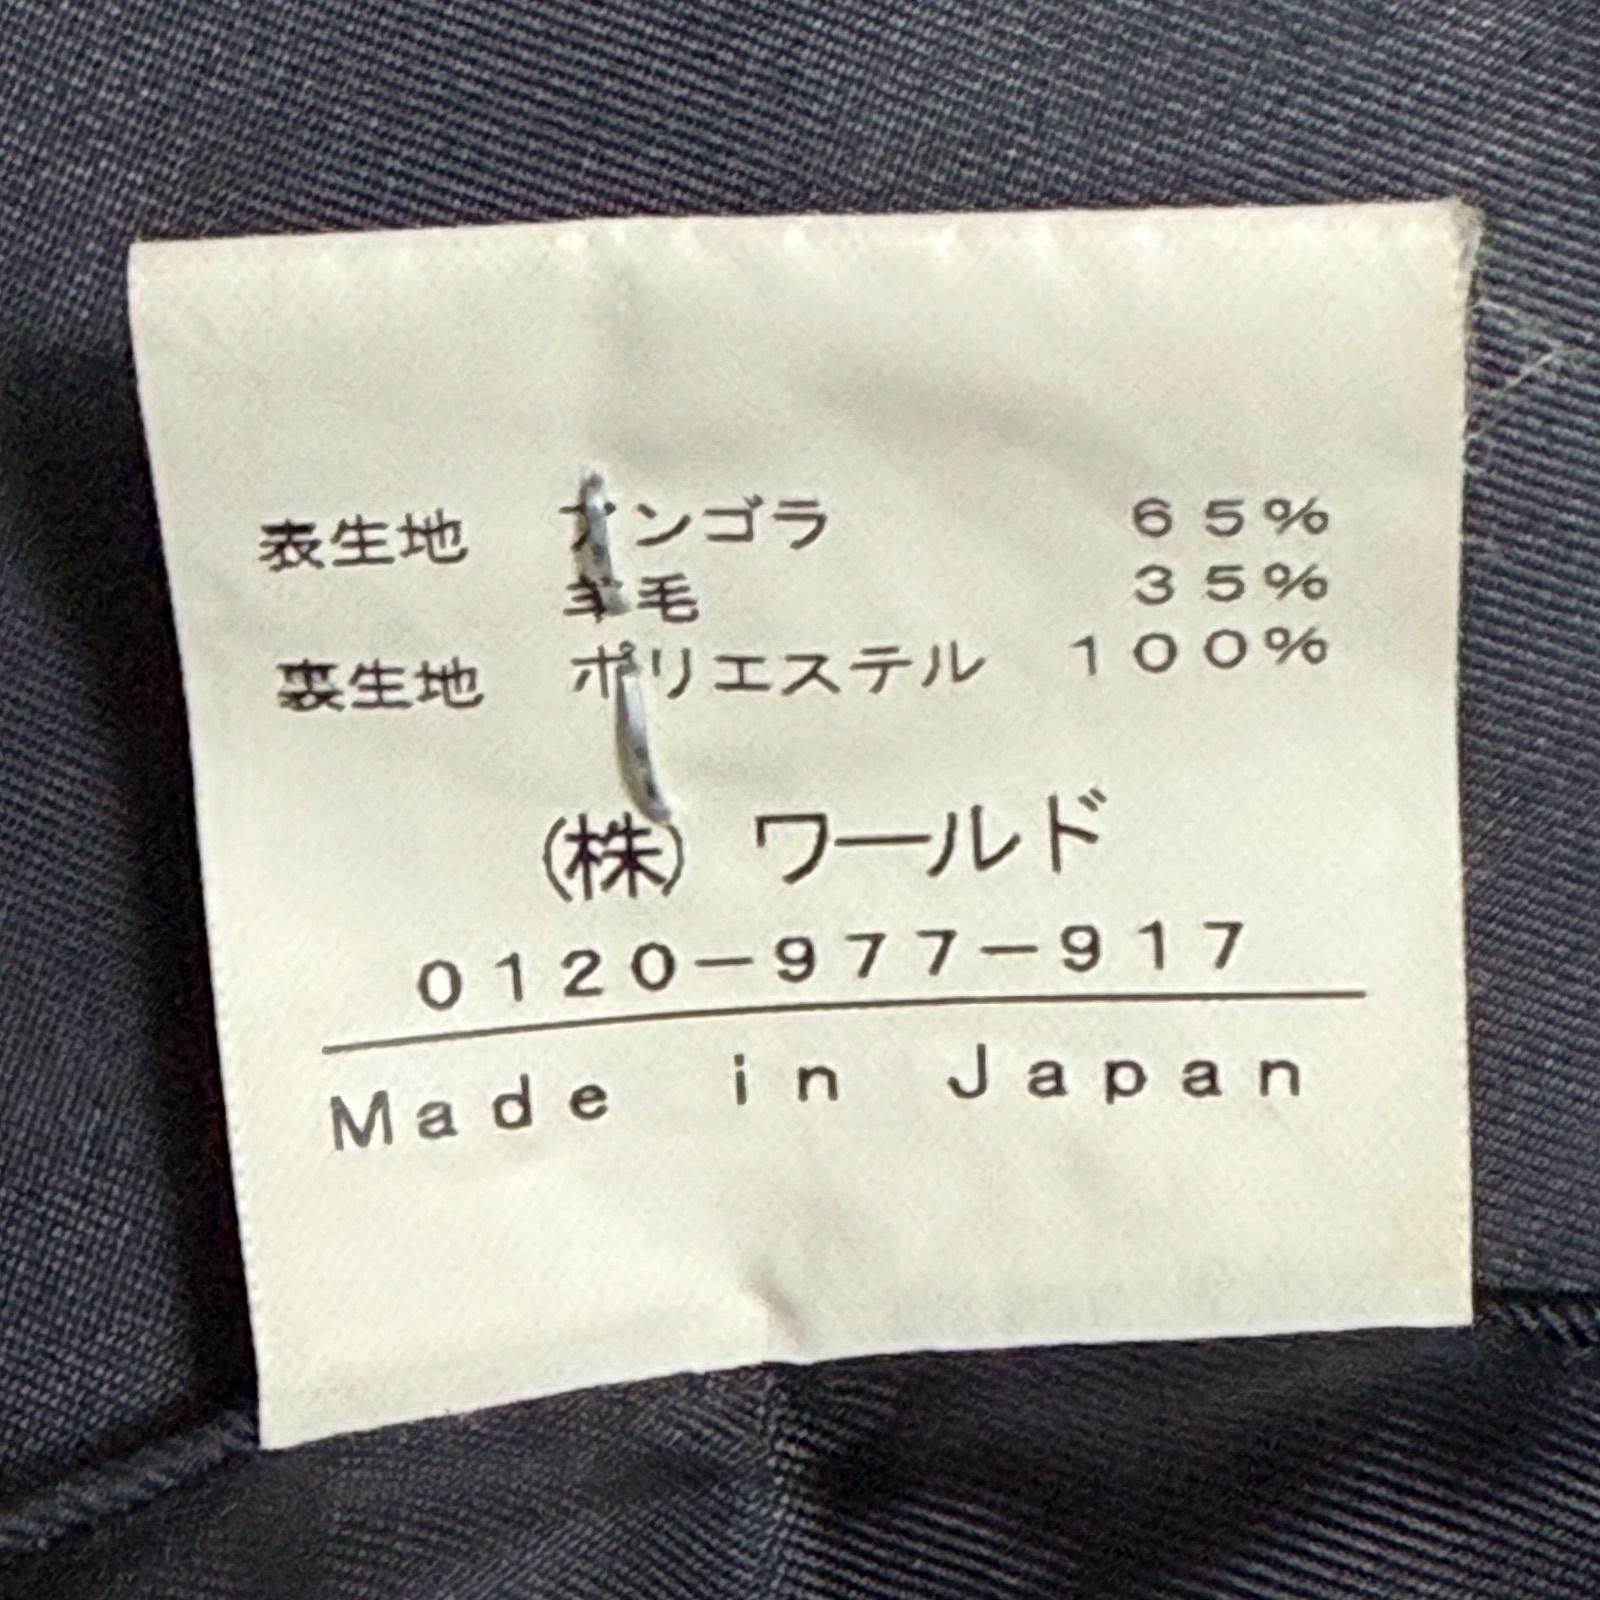 表生地 アンゴラ 65%
羊毛 35%
裏生地 ポリエステル 100%
(株) ワールド
0120-977-917
Made in Japan